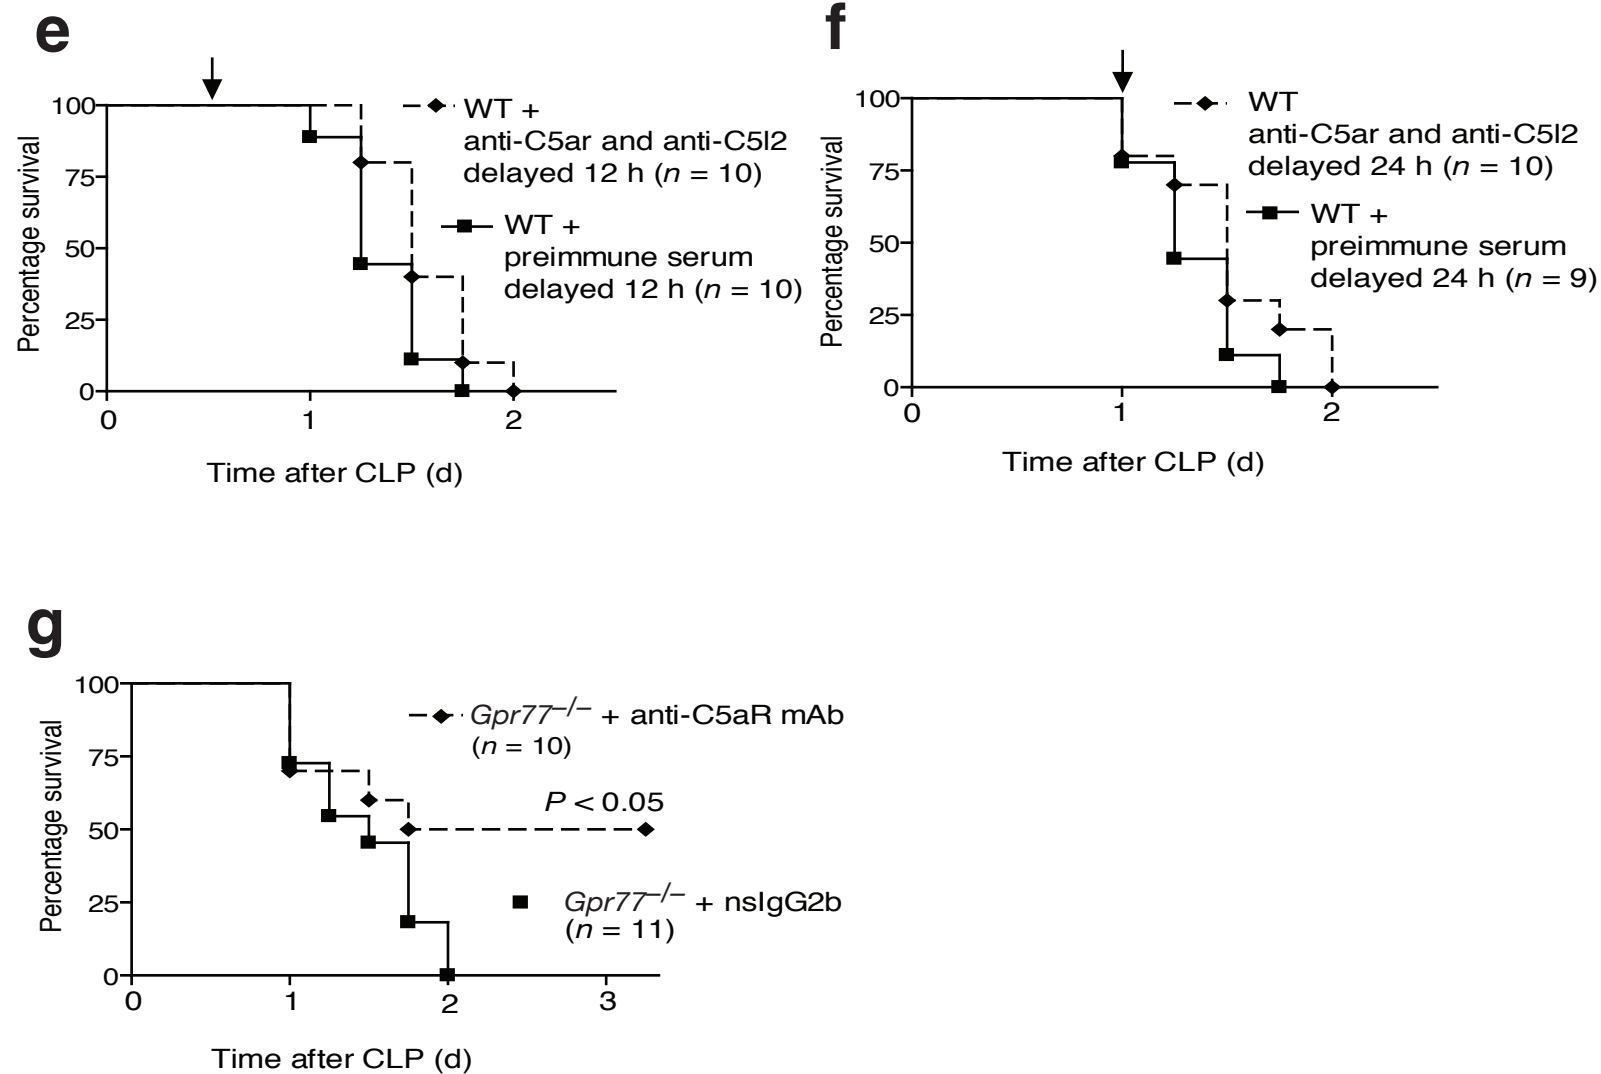 e
100
75
50
25
0
0
1
2
Percentage survival
Time after CLP (d)
WT +
anti-C5ar and anti-C5l2
delayed 12 h (n = 10)
WT +
preimmune serum
delayed 12 h (n = 10)
f
100
75
50
25
0
0
1
2
Percentage survival
Time after CLP (d)
WT
anti-C5ar and anti-C5l2
delayed 24 h (n = 10)
WT +
preimmune serum
delayed 24 h (n = 9)
g
100
75
50
25
0
0
1
2
3
Percentage survival
Time after CLP (d)
Gpr77–/– + anti-C5aR mAb
(n = 10)
P < 0.05
Gpr77–/– + nsIgG2b
(n = 11)